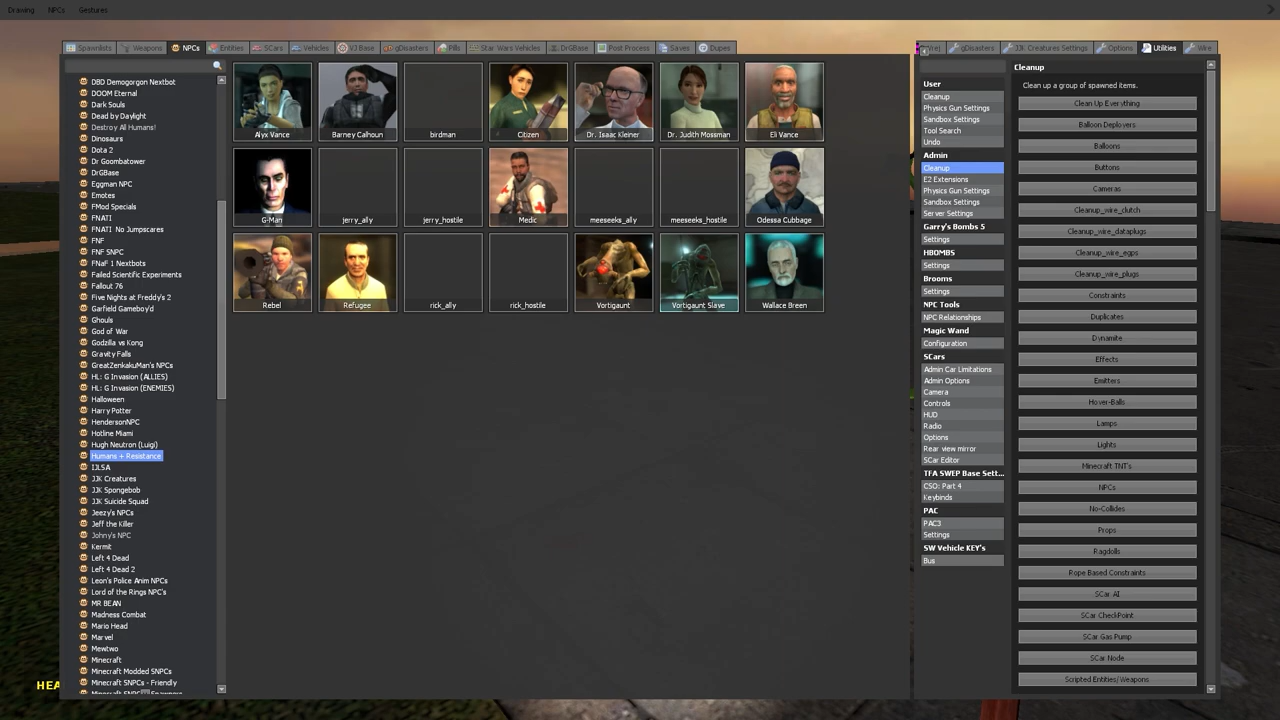 Drawing NPCs Gestures
Spawnlists Weapons NPCs Entities SCars Vehicles VJ Base gDisasters Pills Star Wars Vehicles DrGBase Post Process Saves Dupes
gDisasters JJK Creatures Settings Options Utilities Wire
DBD Demogorgon Nextbot
DOOM Eternal
Dark Souls
Dead by Daylight
Destroy All Humans!
Dinosaurs
Dota 2
Dr Goombatower
DrGBase
Eggman NPC
Emotes
FMod Specials
FNATI
FNATI No Jumpscares
FNF
FNF SNPC
FNaF 1 Nextbots
Failed Scientific Experiments
Fallout 76
Five Nights at Freddy's 2
Garfield Gameboy'd
Ghouls
God of War
Godzilla vs Kong
Gravity Falls
GreatZenkakuMan's NPCs
HL: G Invasion (ALLIES)
HL: G Invasion (ENEMIES)
Halloween
Harry Potter
HendersonNPC
Hotline Miami
Hugh Neutron (Luigi)
Humans + Resistance
IJLSA
JJK Creatures
JJK Spongebob
JJK Suicide Squad
Jeezy's NPCs
Jeff the Killer
Johny's NPC
Kermit
Left 4 Dead
Left 4 Dead 2
Leon's Police Anim NPCs
Lord of the Rings NPC's
MR BEAN
Madness Combat
Mario Head
Marvel
Mewtwo
Minecraft
Minecraft Modded SNPCs
Minecraft SNPCs - Friendly
HEA
Alyx Vance Barney Calhoun birdman Citizen Dr. Isaac Kleiner Dr. Judith Mossman Eli Vance
G-Man jerry_ally jerry_hostile Medic meeseeks_ally meeseeks_hostile Odessa Cubbage
Rebel Refugee rick_ally rick_hostile Vortigaunt Vortigaunt Slave Wallace Breen
User
Cleanup
Physics Gun Settings
Sandbox Settings
Tool Search
Undo
Admin
Cleanup
E2 Extensions
Physics Gun Settings
Sandbox Settings
Server Settings
Garry's Bombs 5
Settings
HBOMBS
Settings
Brooms
Settings
NPC Tools
NPC Relationships
Magic Wand
Configuration
SCars
Admin Car Limitations
Admin Options
Camera
Controls
HUD
Radio
Options
Rear view mirror
SCar Editor
TFA SWEP Base Sett...
CSO: Part 4
Keybinds
PAC
PAC3
Settings
SW Vehicle KEY's
Bus
Cleanup
Clean up a group of spawned items.
Clean Up Everything
Balloon Deployers
Balloons
Buttons
Cameras
Cleanup_wire_clutch
Cleanup_wire_dataplugs
Cleanup_wire_egps
Cleanup_wire_plugs
Constraints
Duplicates
Dynamite
Effects
Emitters
Hover-Balls
Lamps
Lights
Minecraft TNT's
NPCs
No-Collides
Props
Ragdolls
Rope Based Constraints
SCar AI
SCar CheckPoint
SCar Gas Pump
SCar Node
Scripted Entities/Weapons